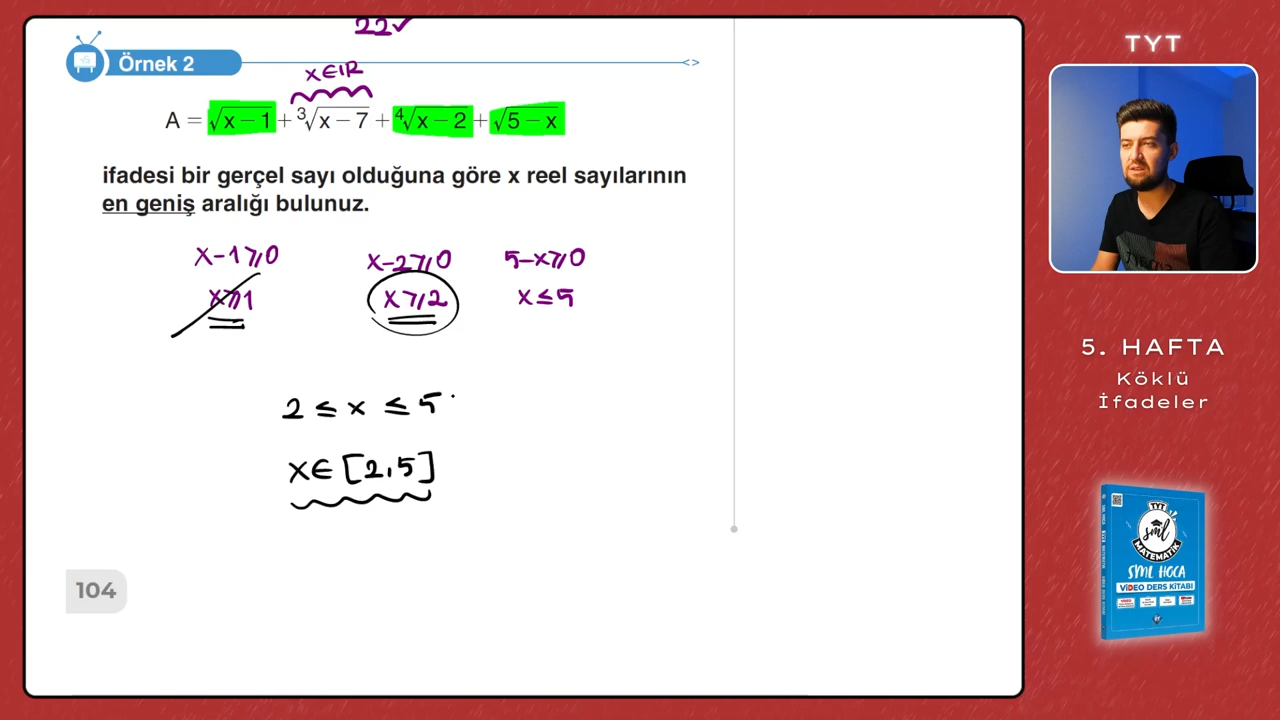 22✓
Örnek 2
<>
x∈IR
A = √x – 1 + ³√x – 7 + ⁴√x – 2 + √5 – x
ifadesi bir gerçel sayı olduğuna göre x reel sayılarının
en geniş aralığı bulunuz.
x-1⩾0 x-2⩾0 5-x⩾0
x⩾1 x⩾2 x≤5
2 ≤ x ≤ 5
x∈ [2,5]
104
TYT
5. HAFTA
Köklü
İfadeler
TYT
sml
MATEMATİK
SML HOCA
VİDEO DERS KİTABI